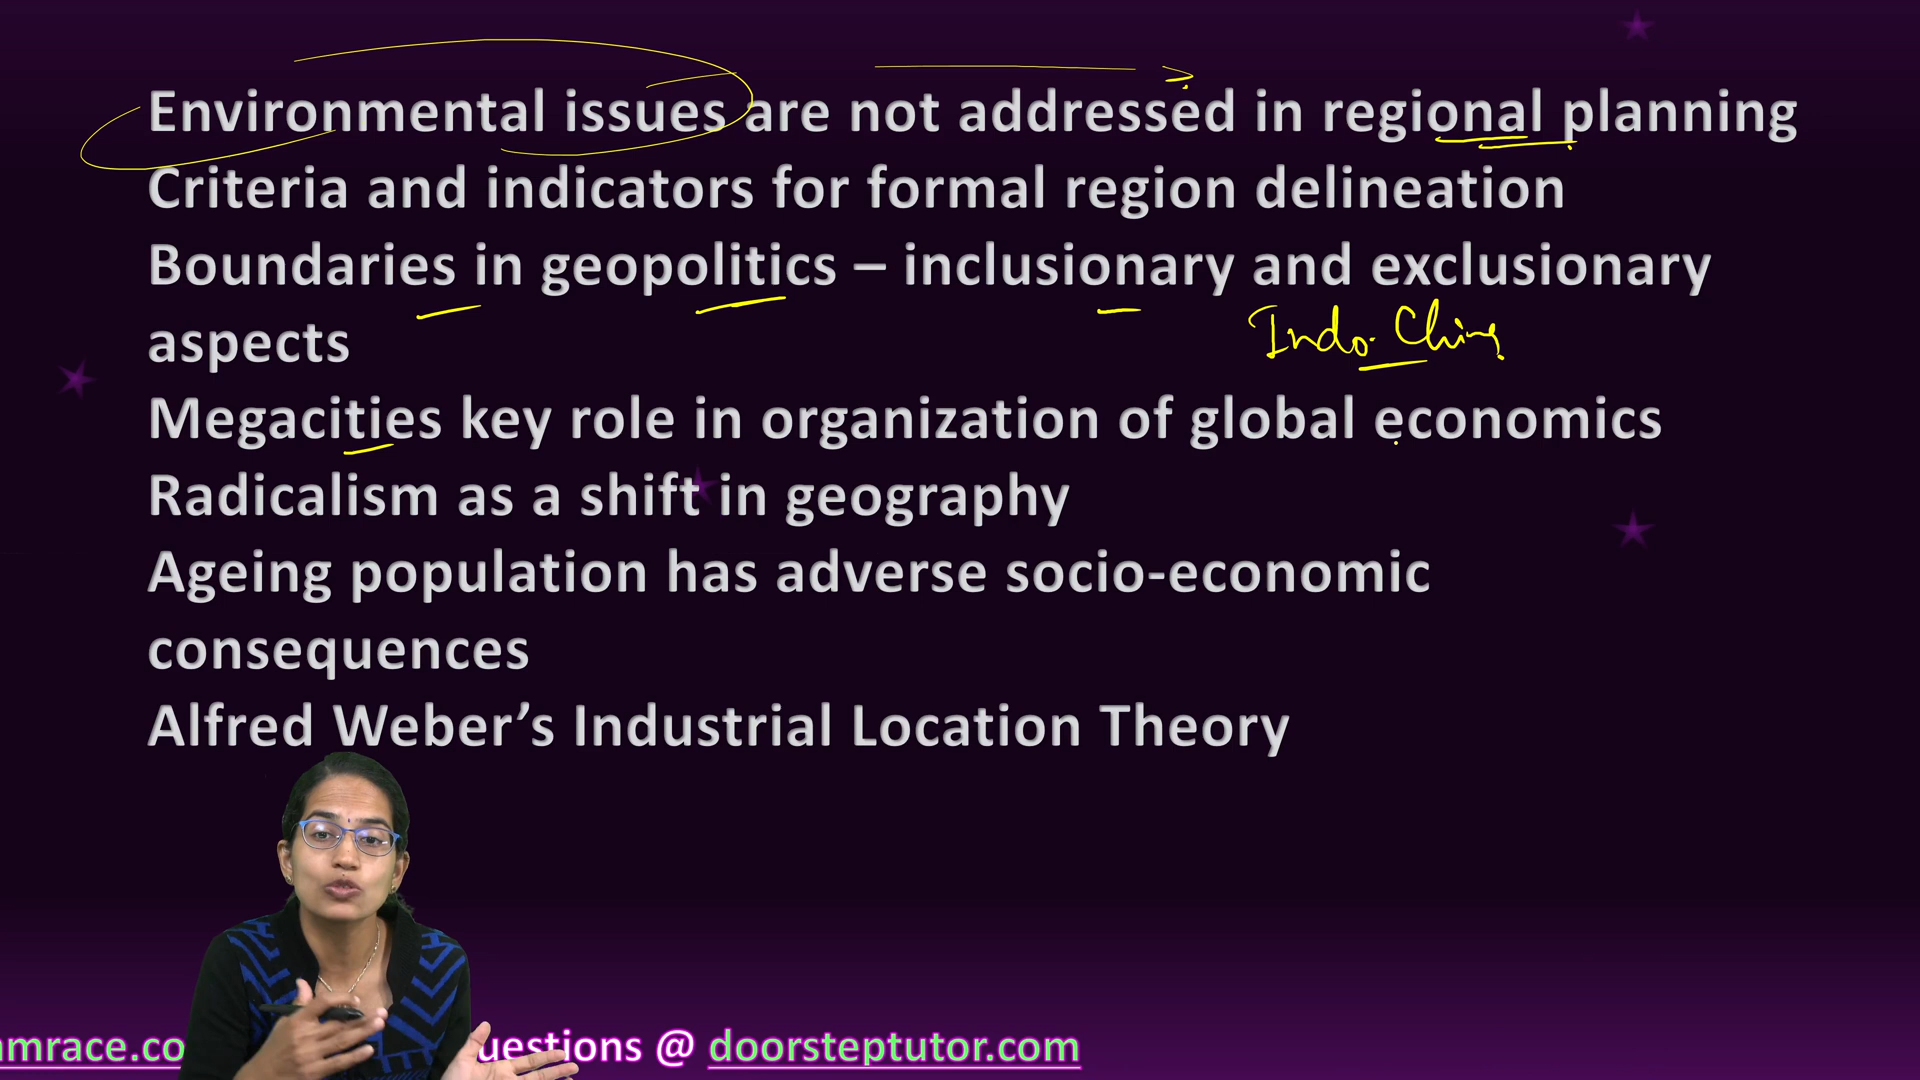 Environmental issues are not addressed in regional planning
Criteria and indicators for formal region delineation
Boundaries in geopolitics – inclusionary and exclusionary
aspects
Indo-China
Megacities key role in organization of global economics
Radicalism as a shift in geography
Ageing population has adverse socio-economic
consequences
Alfred Weber’s Industrial Location Theory
amrace.co uestions @ doorsteptutor.com